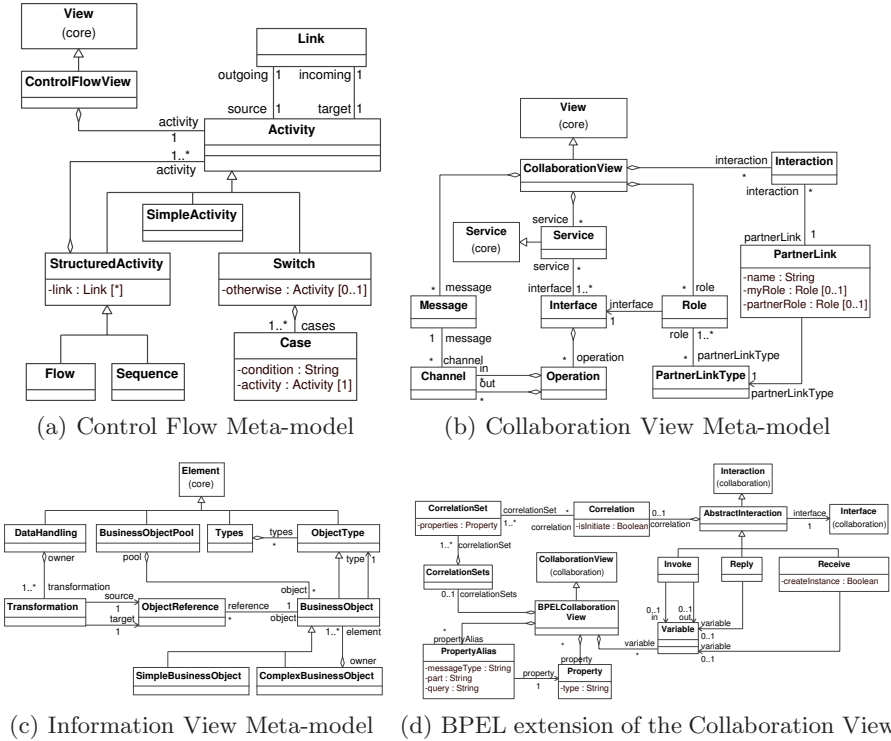 View
(core)
ControlFlowView
Link
outgoing 1
incoming 1
source 1
target 1
activity
1
Activity
1..*
activity
SimpleActivity
StructuredActivity
-link : Link [*]
Switch
-otherwise : Activity [0..1]
1..*
cases
Case
-condition : String
-activity : Activity [1]
Flow
Sequence
(a) Control Flow Meta-model
View
(core)
CollaborationView
interaction
*
Interaction
interaction
*
1
partnerLink
PartnerLink
-name : String
-myRole : Role [0..1]
-partnerRole : Role [0..1]
service
*
Service
(core)
Service
service
*
interface
1..*
* message
Message
1
message
* channel
Channel
Interface
interface
1
* role
Role
role
1..*
* operation
in
*
out
*
Operation
* partnerLinkType
PartnerLinkType
1
partnerLinkType
(b) Collaboration View Meta-model
Element
(core)
DataHandling
BusinessObjectPool
Types
types
*
ObjectType
owner
pool
type
1
1..*
transformation
object
*
Transformation
source
1
target
1
ObjectReference
reference
*
1
object
BusinessObject
1..*
element
owner
SimpleBusinessObject
ComplexBusinessObject
(c) Information View Meta-model
Interaction
(collaboration)
CorrelationSet
-properties : Property
correlationSet
1..*
*
correlation
Correlation
-isInitiate : Boolean
0..1
correlation
AbstractInteraction
interface
1
Interface
(collaboration)
1..*
correlationSet
CorrelationSets
0..1
correlationSets
CollaborationView
(collaboration)
BPELCollaboration
View
Invoke
Reply
Receive
-createInstance : Boolean
0..1
in
0..1
out
variable
0..1
variable
0..1
Variable
variable
*
*
propertyAlias
PropertyAlias
-messageType : String
-part : String
-query : String
property
1
*
property
Property
-type : String
(d) BPEL extension of the Collaboration View